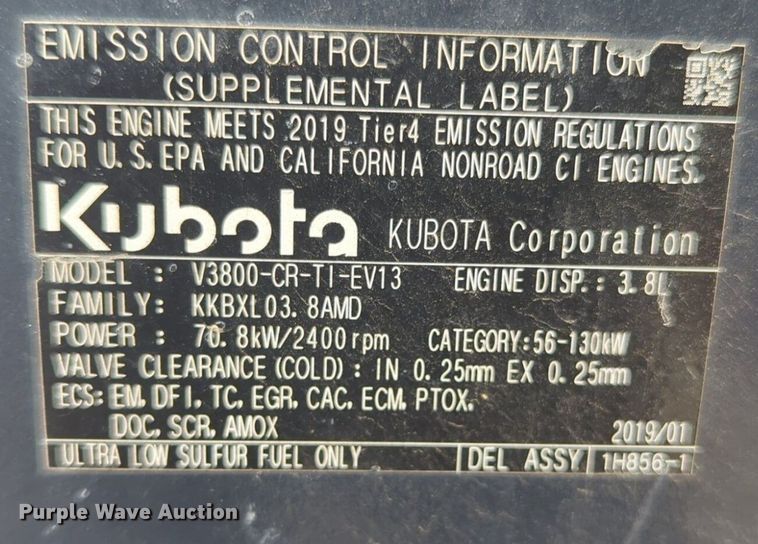 EMISSION CONTROL INFORMATION
(SUPPLEMENTAL LABEL)
THIS ENGINE MEETS 2019 Tier4 EMISSION REGULATIONS
FOR U.S.EPA AND CALIFORNIA NONROAD CI ENGINES.
Kubota KUBOTA Corporation
MODEL : V3800-CR-TI-EV13 ENGINE DISP.: 3.8L
FAMILY: KKBXL03.8AMD
POWER : 70.8kW/2400rpm CATEGORY:56-130kW
VALVE CLEARANCE(COLD): IN 0.25mm EX 0.25mm
ECS: EM, DFI, TC, EGR, CAC, ECM, PTOX,
DOC, SCR, AMOX 2019/01
ULTRA LOW SULFUR FUEL ONLY DEL ASSY 1H856-1
Purple Wave Auction